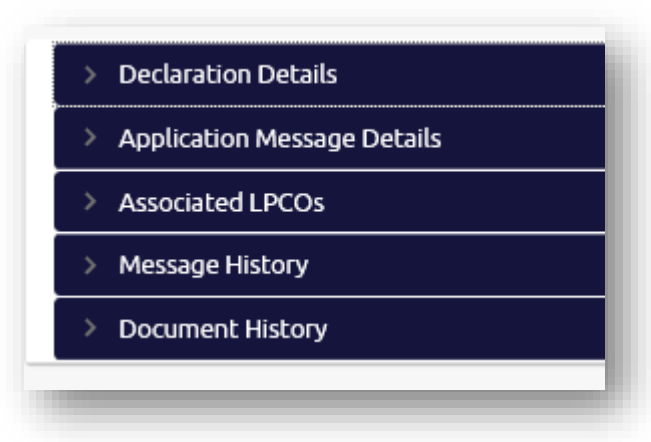 Declaration Details
Application Message Details
Associated LPCOs
Message History
Document History